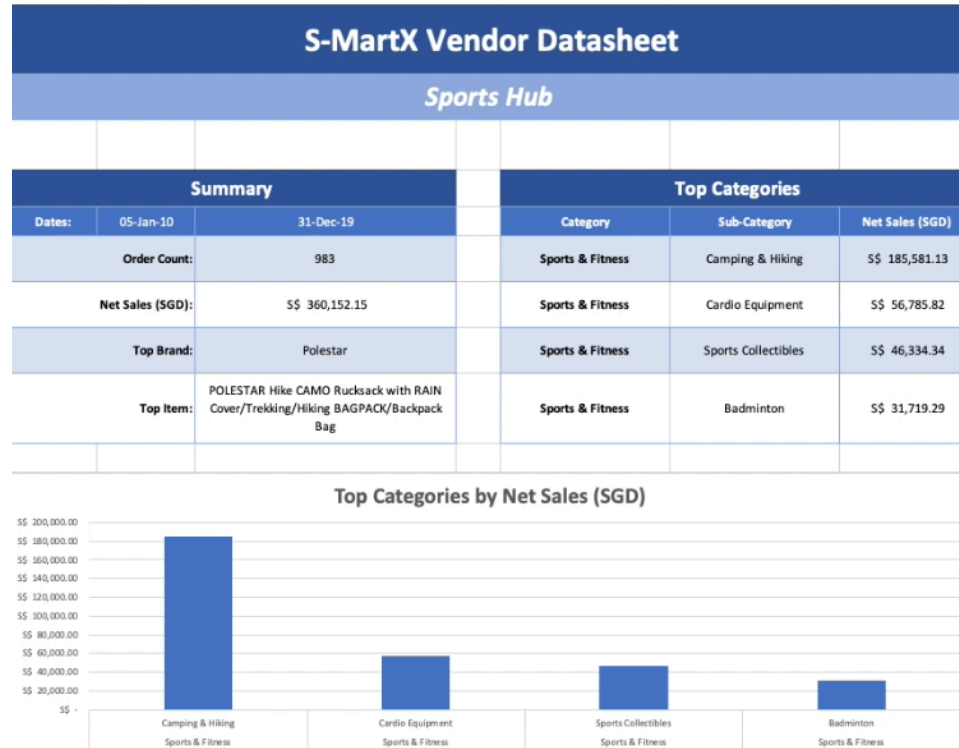 S-MartX Vendor Datasheet
Sports Hub
Summary
Top Categories
Dates: 05-Jan-10 31-Dec-19
Category Sub-Category Net Sales (SGD)
Order Count: 983
Sports & Fitness Camping & Hiking S$ 185,581.13
Net Sales (SGD): S$ 360,152.15
Sports & Fitness Cardio Equipment S$ 56,785.82
Top Brand: Polestar
Sports & Fitness Sports Collectibles S$ 46,334.34
Top Item: POLESTAR Hike CAMO Rucksack with RAIN
Cover/Trekking/Hiking BAGPACK/Backpack
Bag
Sports & Fitness Badminton S$ 31,719.29
Top Categories by Net Sales (SGD)
S$ 200,000.00
S$ 180,000.00
S$ 160,000.00
S$ 140,000.00
S$ 120,000.00
S$ 100,000.00
S$ 80,000.00
S$ 60,000.00
S$ 40,000.00
S$ 20,000.00
S$ -
Camping & Hiking Cardio Equipment Sports Collectibles Badminton
Sports & Fitness Sports & Fitness Sports & Fitness Sports & Fitness